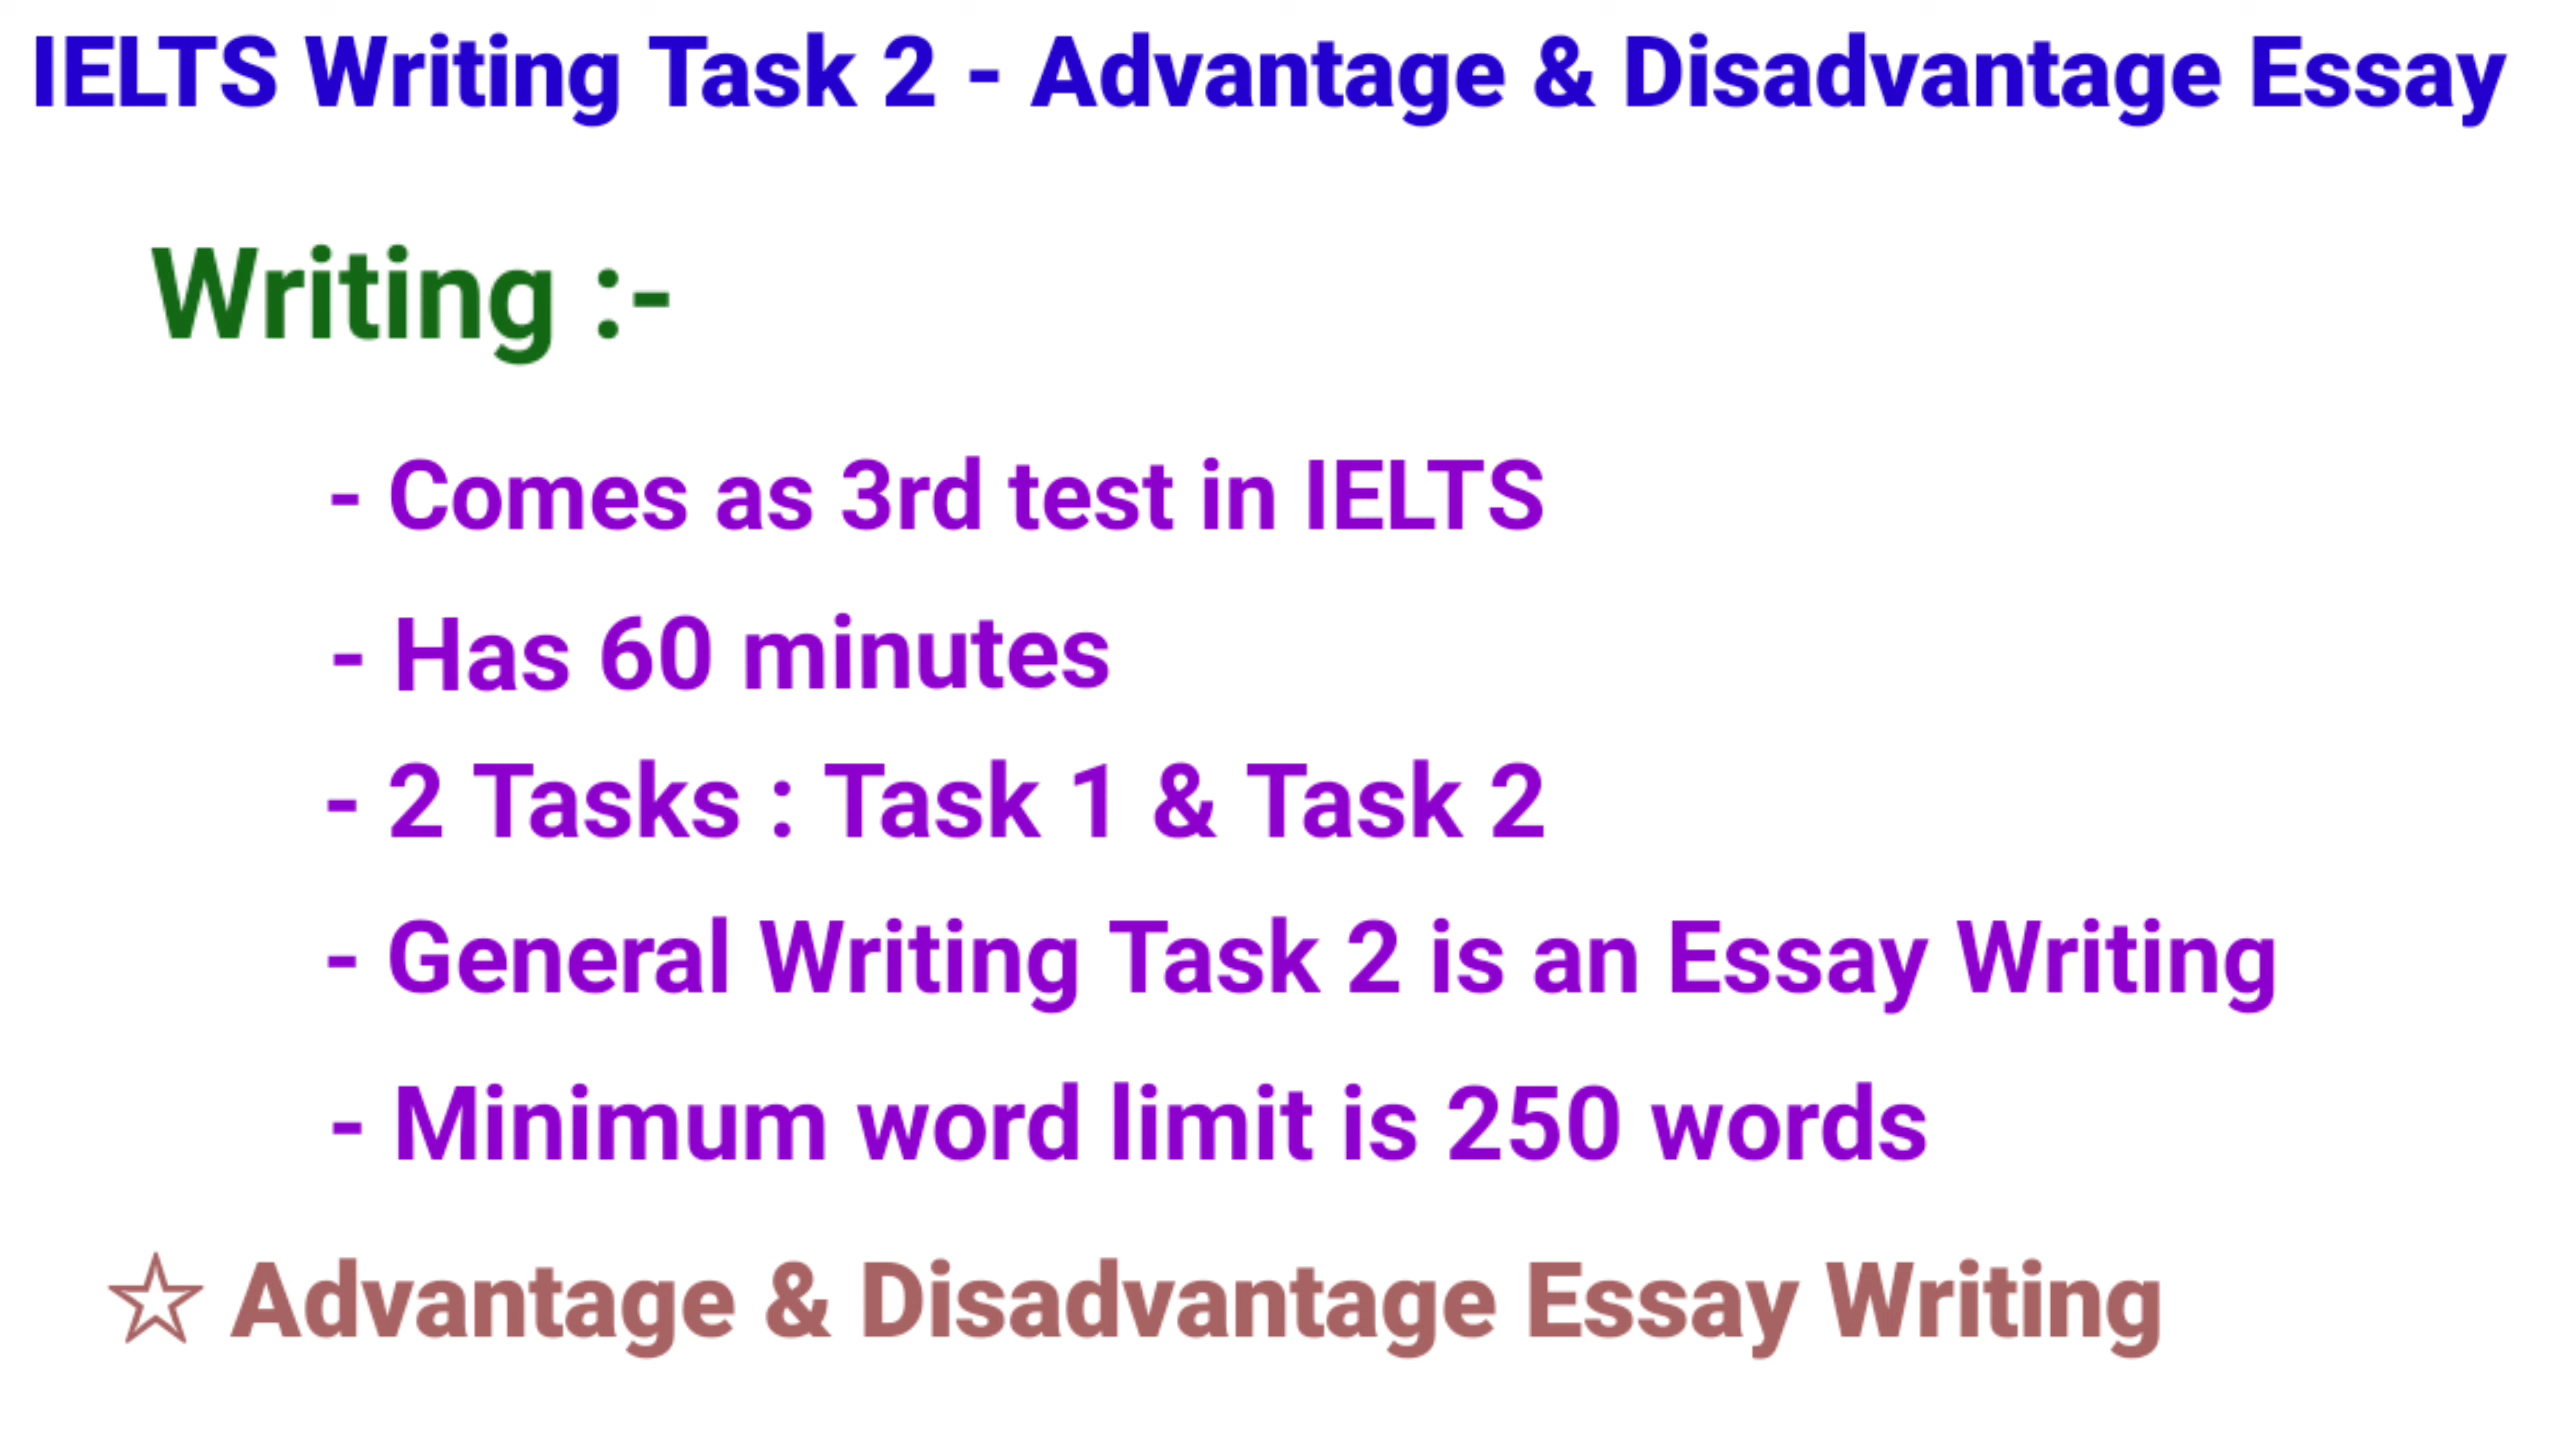 IELTS Writing Task 2 - Advantage & Disadvantage Essay
Writing :-
- Comes as 3rd test in IELTS
- Has 60 minutes
- 2 Tasks : Task 1 & Task 2
- General Writing Task 2 is an Essay Writing
- Minimum word limit is 250 words
☆ Advantage & Disadvantage Essay Writing